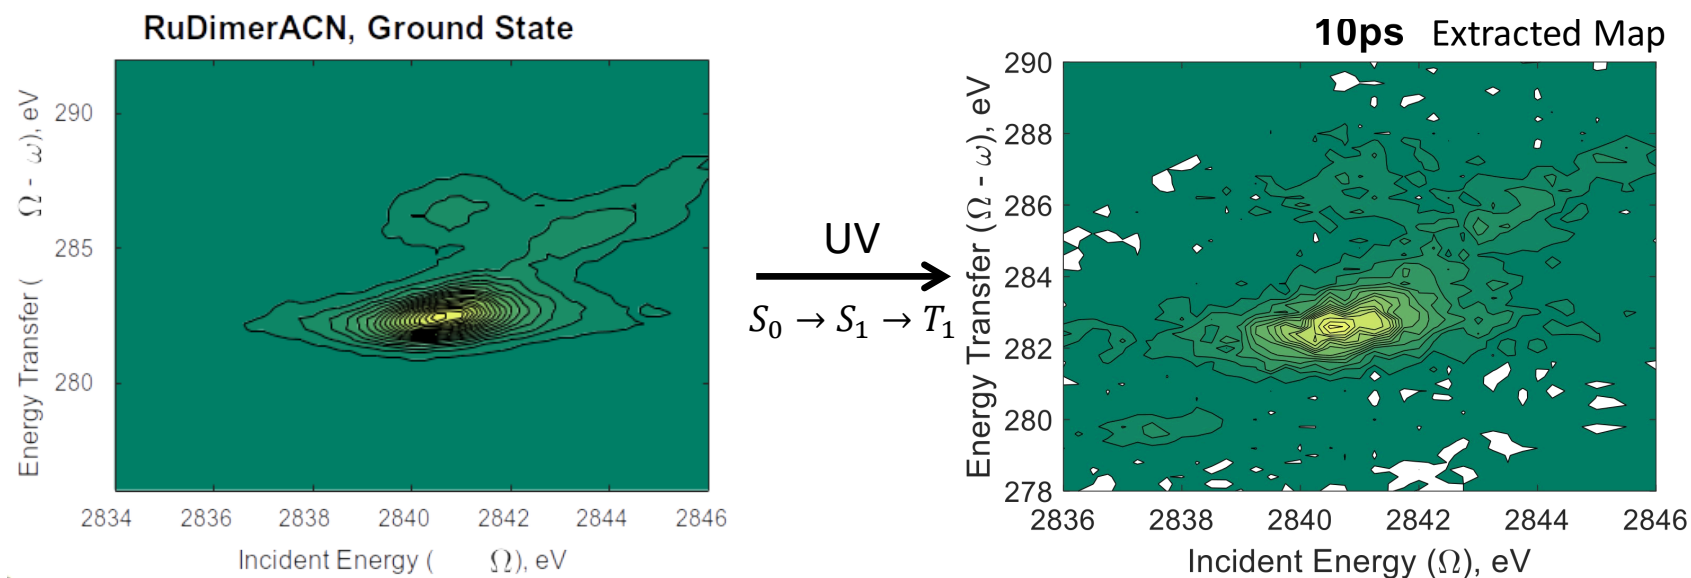 RuDimerACN, Ground State
290
285
280
Energy Transfer ( Ω - ω), eV
2834 2836 2838 2840 2842 2844 2846
Incident Energy ( Ω), eV
UV
S₀ → S₁ → T₁
10ps Extracted Map
290
288
286
284
282
280
278
Energy Transfer (Ω - ω), eV
2836 2838 2840 2842 2844 2846
Incident Energy (Ω), eV